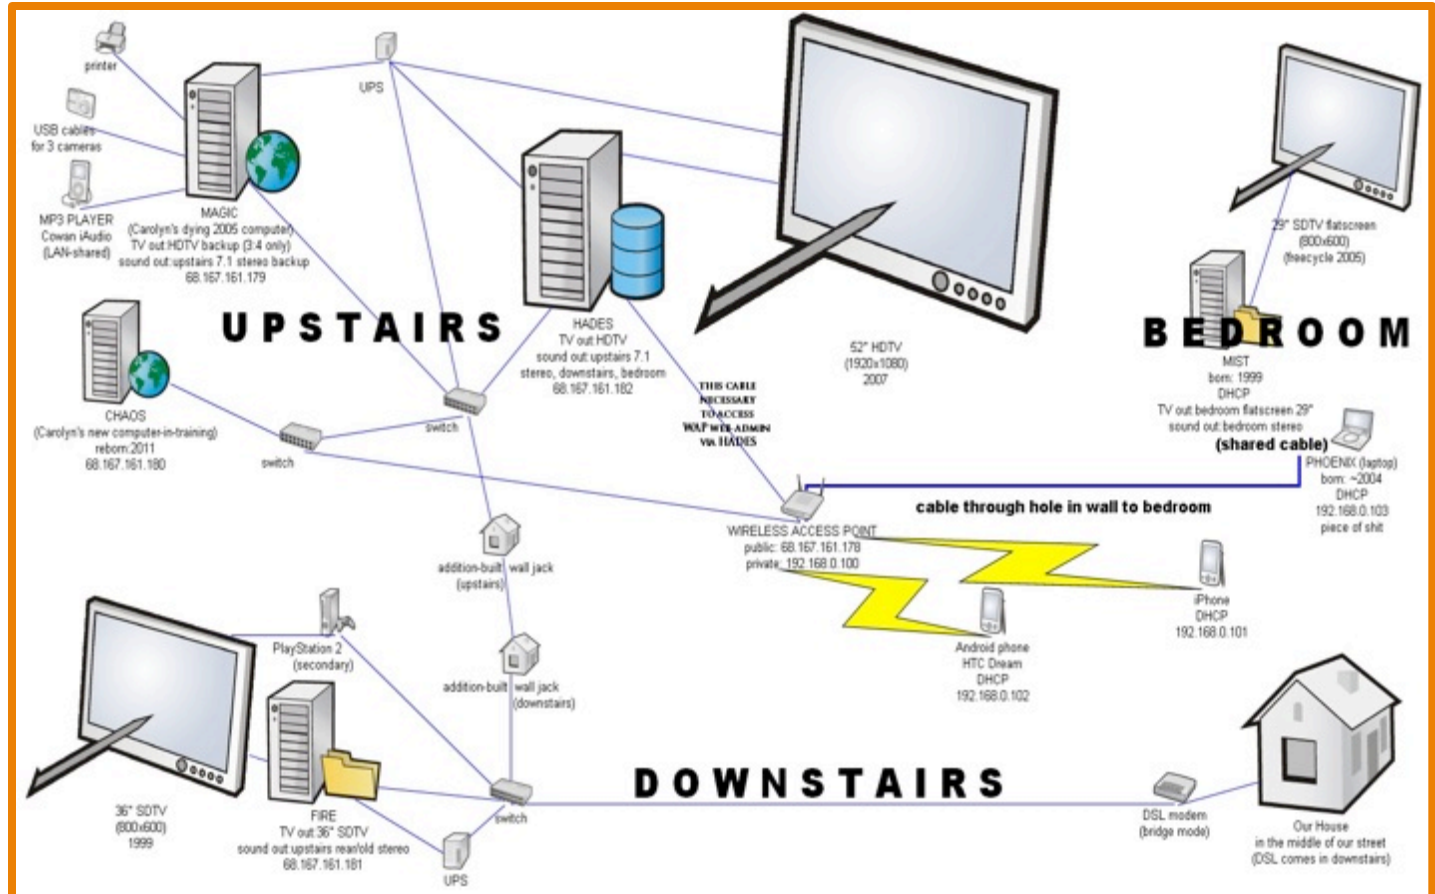 printer
USB cables
for 3 cameras
MP3 PLAYER
Cowan iAudio
(LAN-shared)
MAGIC
(Carolyn's dying 2005 computer)
TV out HDTV backup (3:4 only)
sound out:upstairs 7.1 stereo backup
68.167.161.179
UPS
UPSTAIRS
HADES
TV out HDTV
sound out:upstairs 7.1
stereo, downstairs, bedroom
68.167.161.182
52" HDTV
(1920x1080)
2007
29" SDTV flatscreen
(800x600)
(freecycle 2005)
BEDROOM
MIST
born: 1999
DHCP
TV out bedroom flatscreen 29"
sound out:bedroom stereo
(shared cable)
PHOENIX (laptop)
born: ~2004
DHCP
192.168.0.103
piece of shit
CHAOS
(Carolyn's new computer-in-training)
reborn:2011
68.167.161.180
switch
switch
THIS CABLE
NECESSARY
TO ACCESS
WAP WEB-ADMIN
VIA HADES
cable through hole in wall to bedroom
WIRELESS ACCESS POINT
public: 68.167.161.178
private: 192.168.0.100
addition-built wall jack
(upstairs)
iPhone
DHCP
192.168.0.101
Android phone
HTC Dream
DHCP
192.168.0.102
PlayStation 2
(secondary)
addition-built wall jack
(downstairs)
DOWNSTAIRS
36" SDTV
(800x600)
1999
FIRE
TV out 36" SDTV
sound out:upstairs rear/old stereo
68.167.161.181
switch
UPS
DSL modem
(bridge mode)
Our House
in the middle of our street
(DSL comes in downstairs)